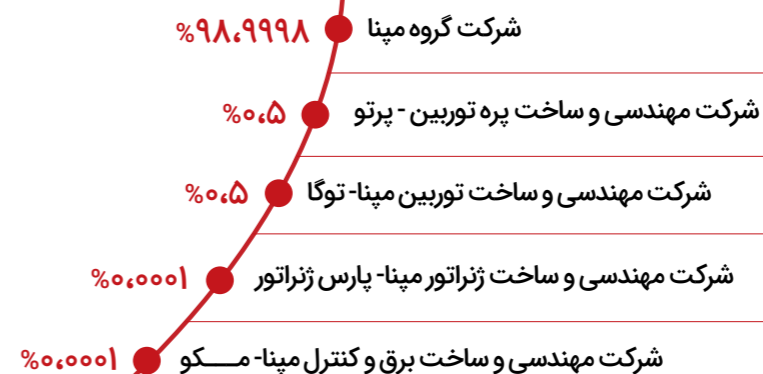 شرکت گروه مپنا %۹۸،۹۹۹۸
شرکت مهندسی و ساخت پره توربین - پرتو %۰،۵
شرکت مهندسی و ساخت توربین مپنا- توگا %۰،۵
شرکت مهندسی و ساخت ژنراتور مپنا- پارس ژنراتور %۰،۰۰۰۱
شرکت مهندسی و ساخت برق و کنترل مپنا- مـــکو %۰،۰۰۰۱